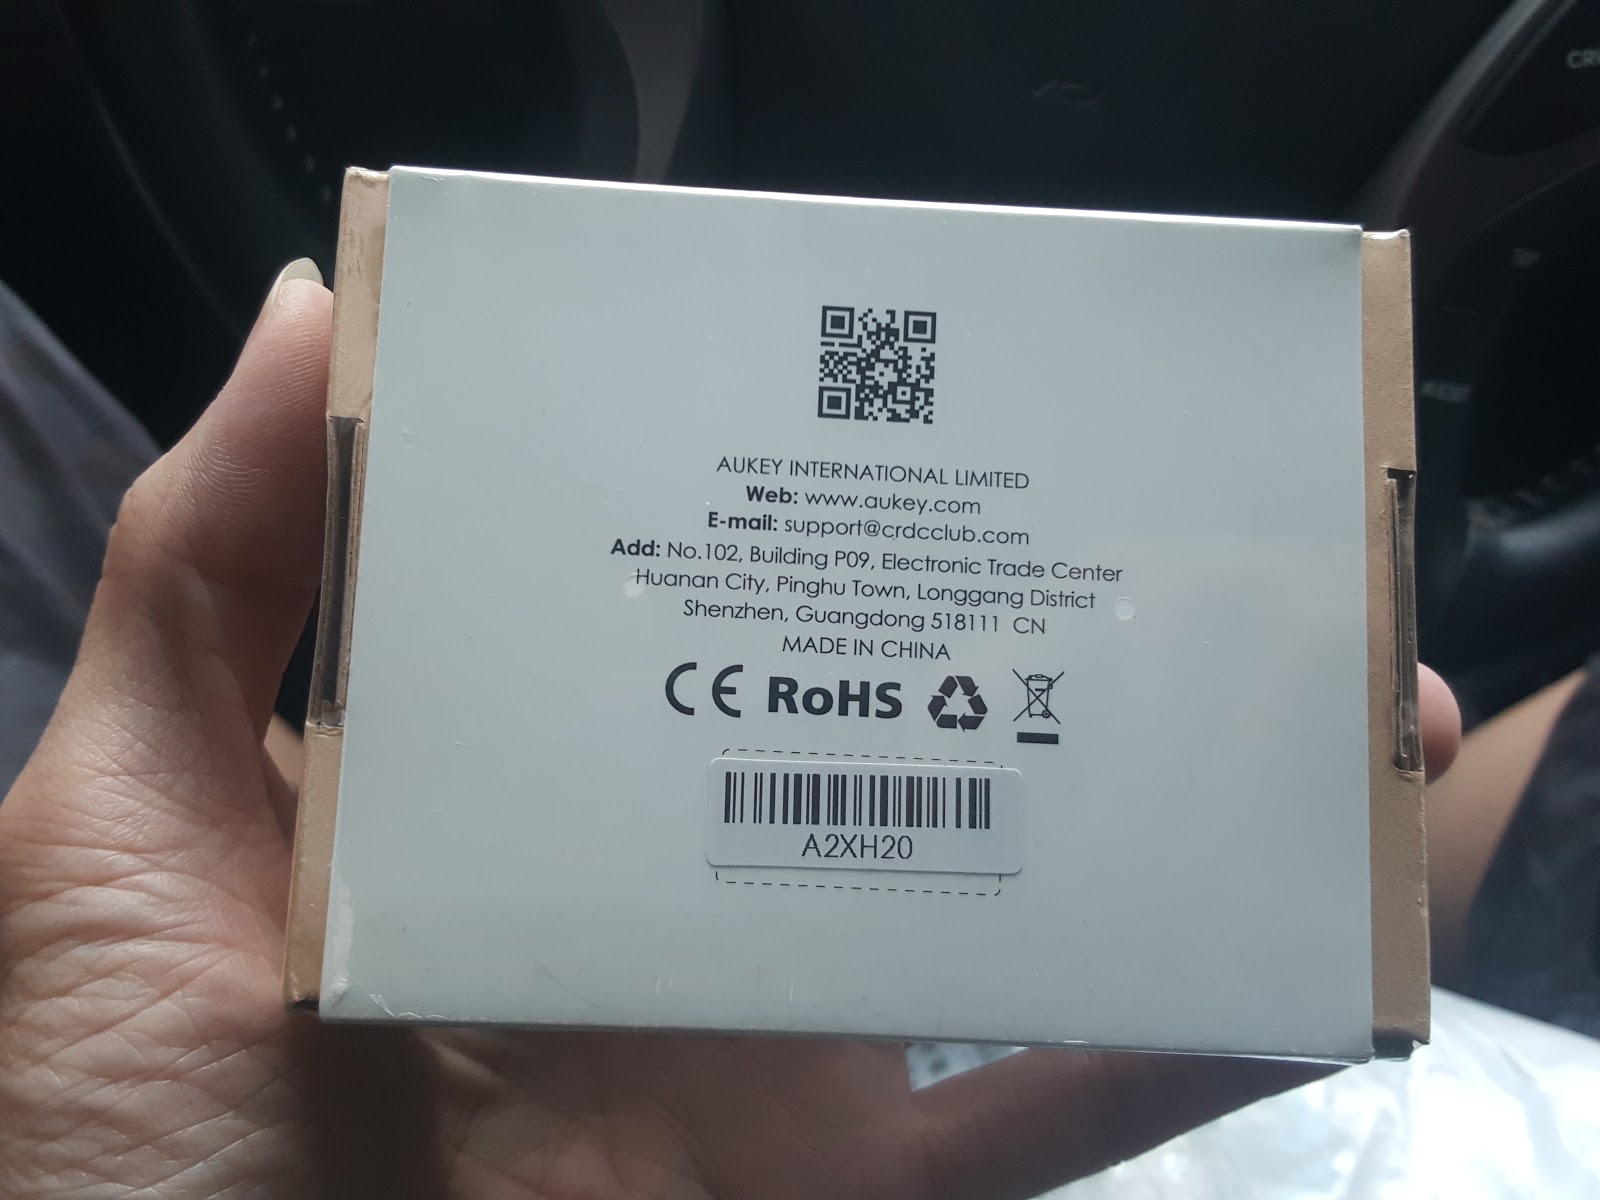 AUKEY INTERNATIONAL LIMITED
Web: www.aukey.com
E-mail: support@crdcclub.com
Add: No.102, Building P09, Electronic Trade Center
Huanan City, Pinghu Town, Longgang District
Shenzhen, Guangdong 518111 CN
MADE IN CHINA
CE RoHS
A2XH20